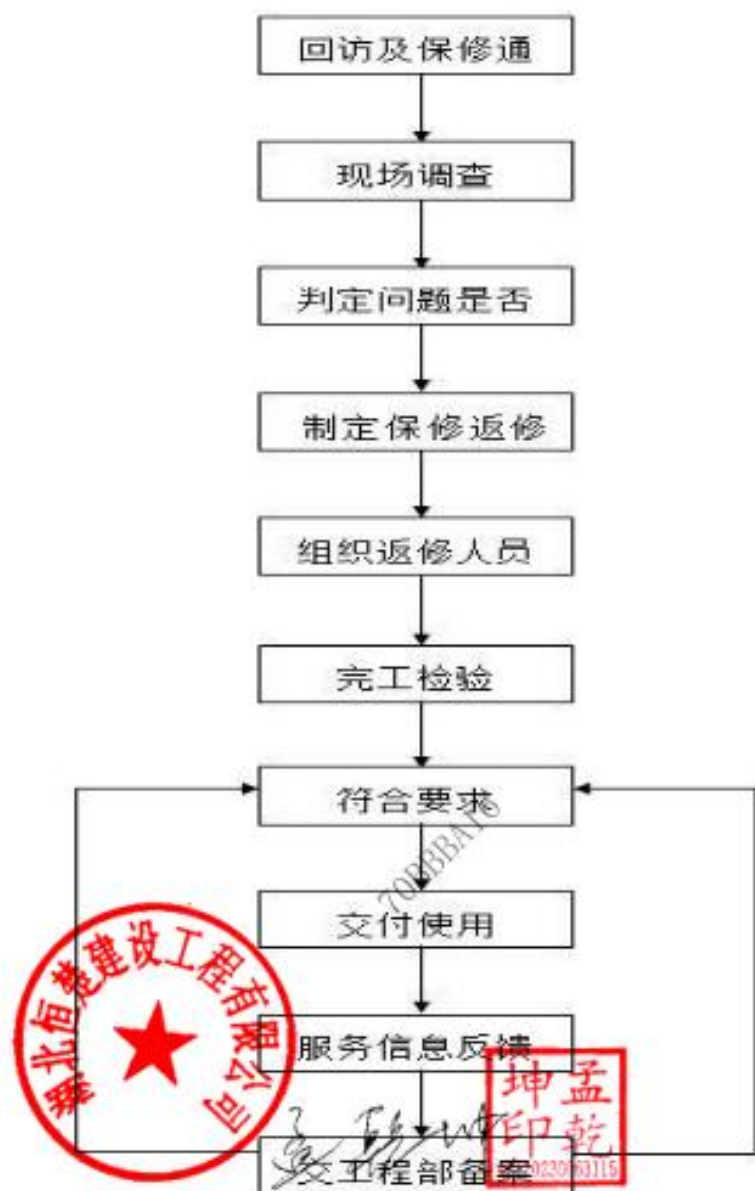 回访及保修通
现场调查
判定问题是否
制定保修返修
组织返修人员
完工检验
符合要求
70BBBA16
交付使用
湖北恒楚建设工程有限公司
服务信息反馈
孟乾
坤印
交工程部备案